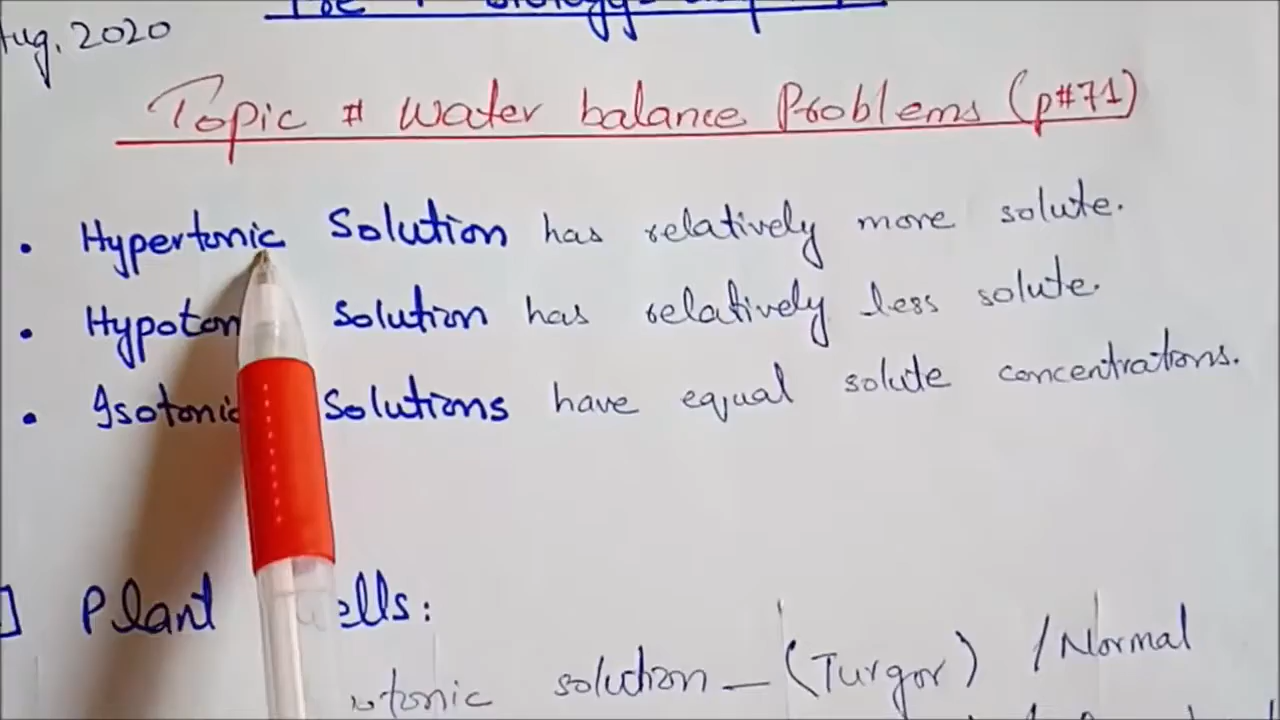 Aug. 2020
Topic # Water balance Problems (p#71)
• Hypertonic Solution has relatively more solute.
• Hypoton Solution has relatively less solute.
• Isotonic Solutions have equal solute concentrations.
Plant ells:
otonic solution — (Turgor) / Normal